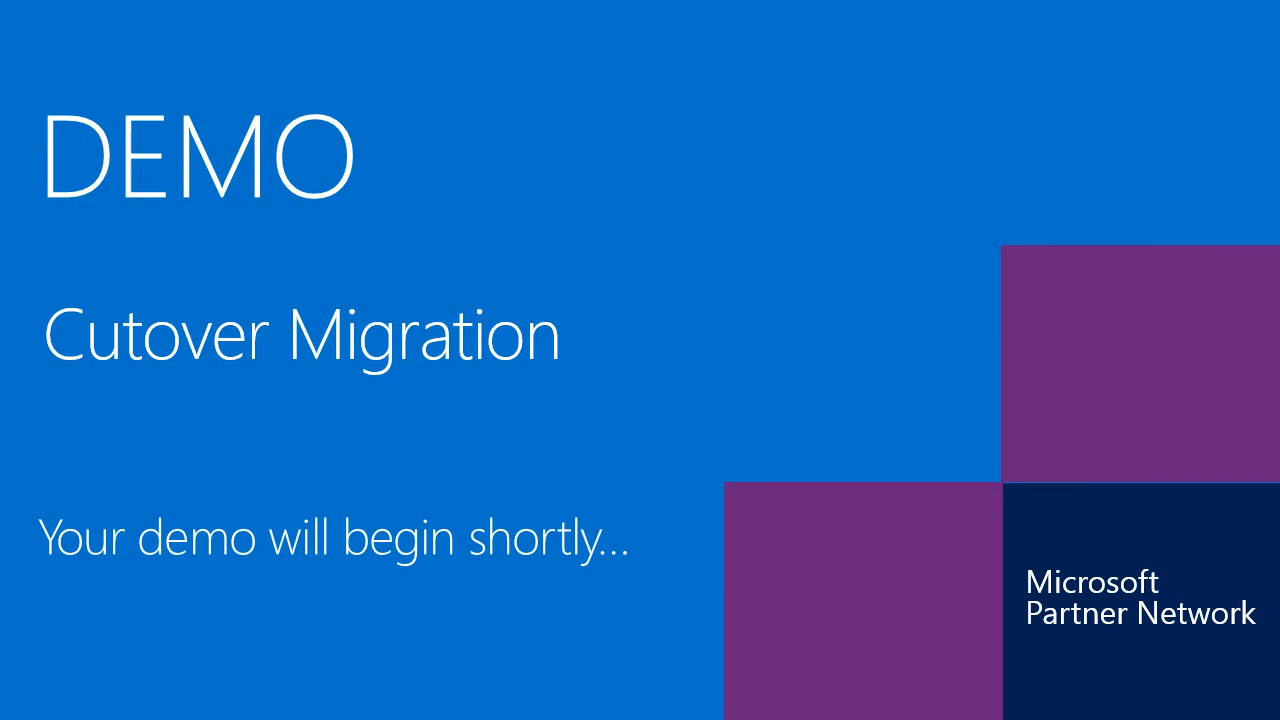 DEMO
Cutover Migration
Your demo will begin shortly...
Microsoft
Partner Network